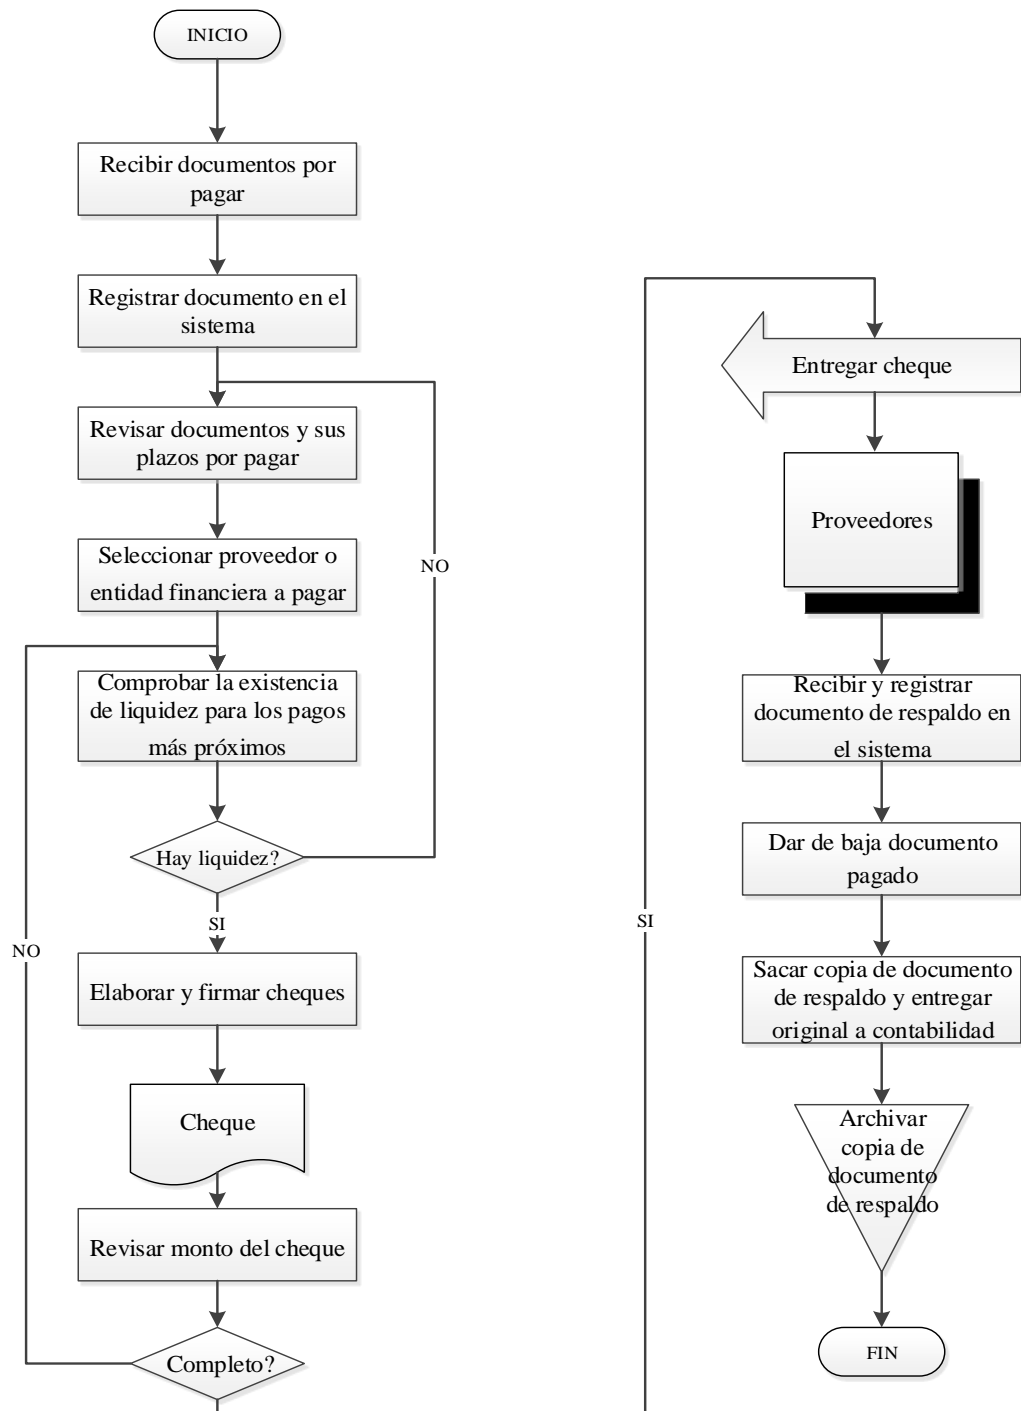 INICIO
Recibir documentos por
pagar
Registrar documento en el
sistema
Revisar documentos y sus
plazos por pagar
Seleccionar proveedor o
entidad financiera a pagar
NO
Comprobar la existencia
de liquidez para los pagos
más próximos
Hay liquidez?
SI
NO
Elaborar y firmar cheques
Cheque
Revisar monto del cheque
Completo?
SI
Entregar cheque
Proveedores
Recibir y registrar
documento de respaldo en
el sistema
Dar de baja documento
pagado
Sacar copia de documento
de respaldo y entregar
original a contabilidad
Archivar
copia de
documento
de respaldo
FIN